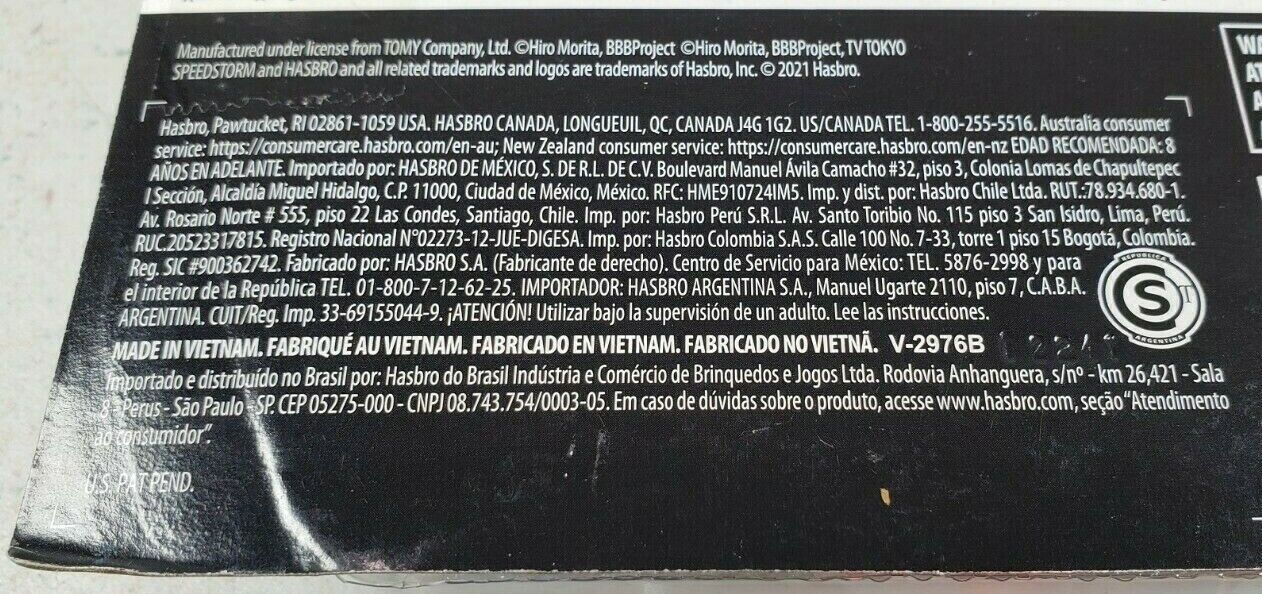 Manufactured under license from TOMY Company, Ltd. ©Hiro Morita, BBBProject ©Hiro Morita, BBBProject, TV TOKYO
SPEEDSTORM and HASBRO and all related trademarks and logos are trademarks of Hasbro, Inc. © 2021 Hasbro.
Hasbro, Pawtucket, RI 02861-1059 USA. HASBRO CANADA, LONGUEUIL, QC, CANADA J4G 1G2. US/CANADA TEL. 1-800-255-5516. Australia consumer
service: https://consumercare.hasbro.com/en-au; New Zealand consumer service: https://consumercare.hasbro.com/en-nz EDAD RECOMENDADA: 8
AÑOS EN ADELANTE. Importado por: HASBRO DE MÉXICO, S. DE R.L. DE C.V. Boulevard Manuel Ávila Camacho #32, piso 3, Colonia Lomas de Chapultepec
I Sección, Alcaldía Miguel Hidalgo, C.P. 11000, Ciudad de México, México. RFC: HME910724IM5. Imp. y dist. por: Hasbro Chile Ltda. RUT.:78.934.680-1.
Av. Rosario Norte # 555, piso 22 Las Condes, Santiago, Chile. Imp. por: Hasbro Perú S.R.L. Av. Santo Toribio No. 115 piso 3 San Isidro, Lima, Perú.
RUC.20523317815. Registro Nacional N°02273-12-JUE-DIGESA. Imp. por: Hasbro Colombia S.A.S. Calle 100 No. 7-33, torre 1 piso 15 Bogotá, Colombia.
Reg. SIC #900362742. Fabricado por: HASBRO S.A. (Fabricante de derecho). Centro de Servicio para México: TEL. 5876-2998 y para
el interior de la República TEL. 01-800-7-12-62-25. IMPORTADOR: HASBRO ARGENTINA S.A., Manuel Ugarte 2110, piso 7, C.A.B.A.
ARGENTINA. CUIT/Reg. Imp. 33-69155044-9. ¡ATENCIÓN! Utilizar bajo la supervisión de un adulto. Lee las instrucciones.
REPUBLICA
S
ARGENTINA
MADE IN VIETNAM. FABRIQUÉ AU VIETNAM. FABRICADO EN VIETNAM. FABRICADO NO VIETNÃ. V-2976B
Importado e distribuído no Brasil por: Hasbro do Brasil Indústria e Comércio de Brinquedos e Jogos Ltda. Rodovia Anhanguera, s/nº - km 26,421 - Sala
8 - Perus - São Paulo - SP. CEP 05275-000 - CNPJ 08.743.754/0003-05. Em caso de dúvidas sobre o produto, acesse www.hasbro.com, seção "Atendimento
ao consumidor".
U.S. PAT PEND.